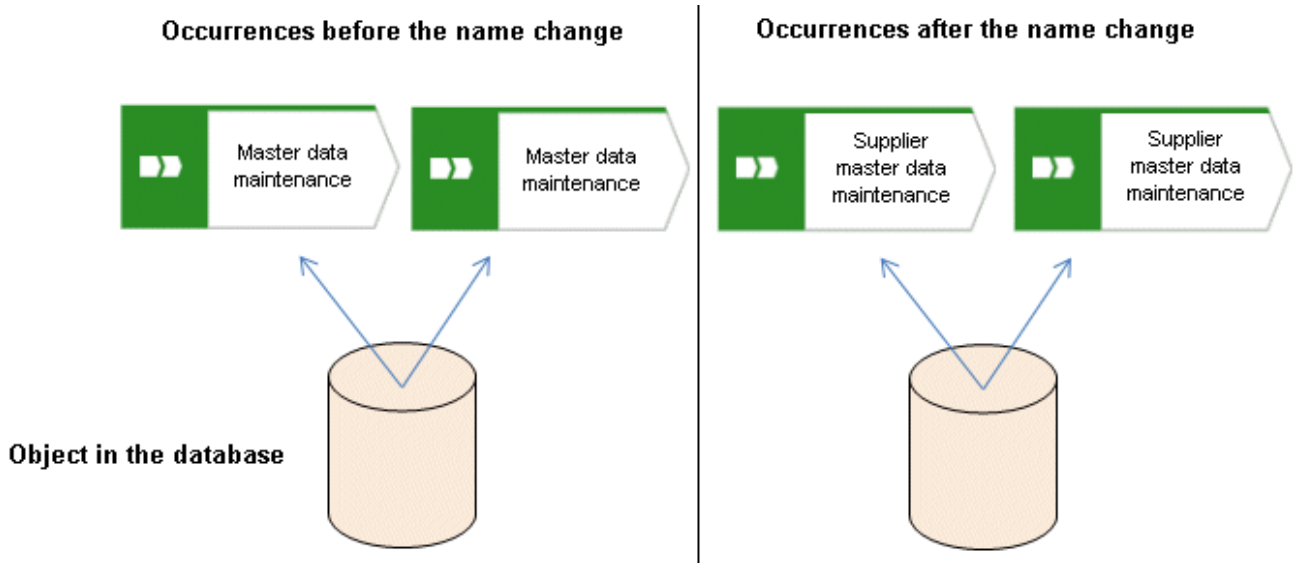 Occurrences before the name change
Occurrences after the name change
Master data
maintenance
Master data
maintenance
Supplier
master data
maintenance
Supplier
master data
maintenance
Object in the database